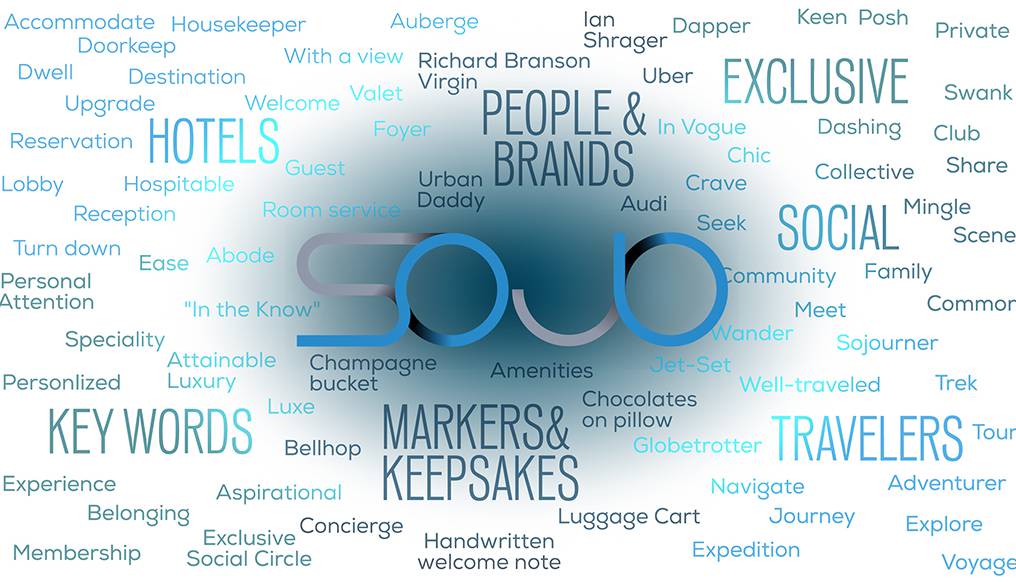 Accommodate
Housekeeper
Doorkeep
Dwell
Destination
Upgrade
Welcome
With a view
Valet
Auberge
Reservation
HOTELS
Foyer
Guest
Lobby
Hospitable
Reception
Room service
Turn down
Ease
Abode
Richard Branson
Virgin
Ian
Shrager
Uber
PEOPLE &
BRANDS
Urban
Daddy
Audi
Dapper
Keen
Posh
Private
EXCLUSIVE
Swank
In Vogue
Dashing
Club
Chic
Collective
Share
Crave
Seek
SOCIAL
Mingle
Scene
Community
Family
Common
Meet
Wander
Sojourner
Personal
Attention
"In the Know"
Speciality
Attainable
Luxury
Personlized
Luxe
KEY WORDS
Experience
Aspirational
Belonging
Exclusive
Social Circle
Membership
Champagne
bucket
Amenities
Chocolates
on pillow
Bellhop
MARKERS&
KEEPSAKES
Concierge
Luggage Cart
Handwritten
welcome note
Jet-Set
Well-traveled
Trek
TRAVELERS
Tour
Globetrotter
Navigate
Adventurer
Journey
Explore
Expedition
Voyage